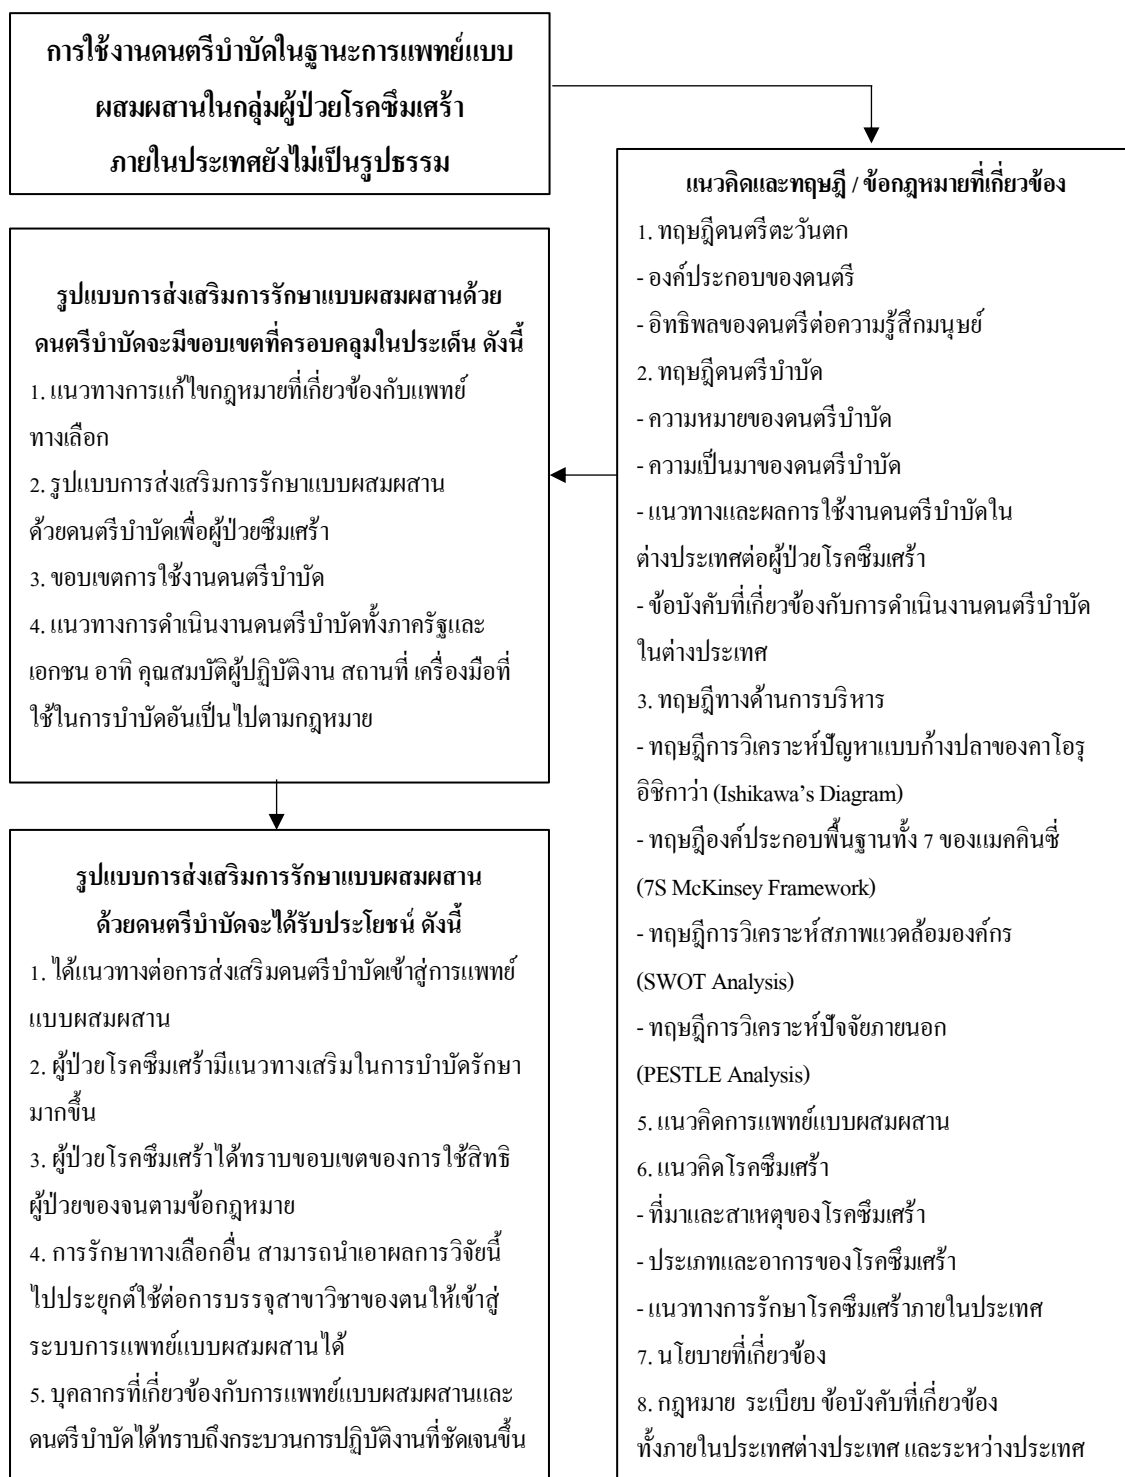 การใช้งานดนตรีบำบัดในฐานะการแพทย์แบบ
ผสมผสานในกลุ่มผู้ป่วยโรคซึมเศร้า
ภายในประเทศยังไม่เป็นรูปธรรม
แนวคิดและทฤษฎี / ข้อกฎหมายที่เกี่ยวข้อง
1. ทฤษฎีดนตรีตะวันตก
- องค์ประกอบของดนตรี
- อิทธิพลของดนตรีต่อความรู้สึกมนุษย์
2. ทฤษฎีดนตรีบำบัด
- ความหมายของดนตรีบำบัด
- ความเป็นมาของดนตรีบำบัด
- แนวทางและผลการใช้งานดนตรีบำบัดใน
ต่างประเทศต่อผู้ป่วยโรคซึมเศร้า
- ข้อบังคับที่เกี่ยวข้องกับการดำเนินงานดนตรีบำบัด
ในต่างประเทศ
3. ทฤษฎีทางด้านการบริหาร
- ทฤษฎีการวิเคราะห์ปัญหาแบบก้างปลาของคาโอรุ
อิชิกาว่า (Ishikawa’s Diagram)
- ทฤษฎีองค์ประกอบพื้นฐานทั้ง 7 ของแมคคินซี่
(7S McKinsey Framework)
- ทฤษฎีการวิเคราะห์สภาพแวดล้อมองค์กร
(SWOT Analysis)
- ทฤษฎีการวิเคราะห์ปัจจัยภายนอก
(PESTLE Analysis)
5. แนวคิดการแพทย์แบบผสมผสาน
6. แนวคิดโรคซึมเศร้า
- ที่มาและสาเหตุของโรคซึมเศร้า
- ประเภทและอาการของโรคซึมเศร้า
- แนวทางการรักษาโรคซึมเศร้าภายในประเทศ
7. นโยบายที่เกี่ยวข้อง
8. กฎหมาย ระเบียบ ข้อบังคับที่เกี่ยวข้อง
ทั้งภายในประเทศต่างประเทศ และระหว่างประเทศ
รูปแบบการส่งเสริมการรักษาแบบผสมผสานด้วย
ดนตรีบำบัดจะมีขอบเขตที่ครอบคลุมในประเด็น ดังนี้
1. แนวทางการแก้ไขกฎหมายที่เกี่ยวข้องกับแพทย์
ทางเลือก
2. รูปแบบการส่งเสริมการรักษาแบบผสมผสาน
ด้วยดนตรีบำบัดเพื่อผู้ป่วยซึมเศร้า
3. ขอบเขตการใช้งานดนตรีบำบัด
4. แนวทางการดำเนินงานดนตรีบำบัดทั้งภาครัฐและ
เอกชน อาทิ คุณสมบัติผู้ปฏิบัติงาน สถานที่ เครื่องมือที่
ใช้ในการบำบัดอันเป็นไปตามกฎหมาย
รูปแบบการส่งเสริมการรักษาแบบผสมผสาน
ด้วยดนตรีบำบัดจะได้รับประโยชน์ ดังนี้
1. ได้แนวทางต่อการส่งเสริมดนตรีบำบัดเข้าสู่การแพทย์
แบบผสมผสาน
2. ผู้ป่วยโรคซึมเศร้ามีแนวทางเสริมในการบำบัดรักษา
มากขึ้น
3. ผู้ป่วยโรคซึมเศร้าได้ทราบขอบเขตของการใช้สิทธิ
ผู้ป่วยของจนตามข้อกฎหมาย
4. การรักษาทางเลือกอื่น สามารถนำเอาผลการวิจัยนี้
ไปประยุกต์ใช้ต่อการบรรจุสาขาวิชาของตนให้เข้าสู่
ระบบการแพทย์แบบผสมผสานได้
5. บุคลากรที่เกี่ยวข้องกับการแพทย์แบบผสมผสานและ
ดนตรีบำบัดได้ทราบถึงกระบวนการปฏิบัติงานที่ชัดเจนขึ้น